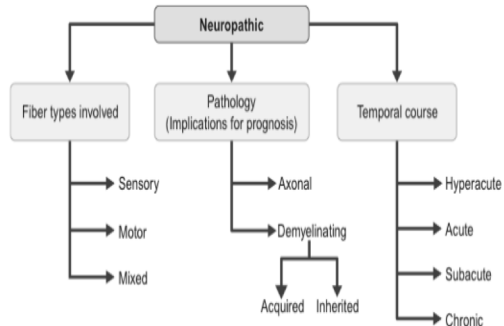 Neuropathic
Fiber types involved
Pathology
(Implications for prognosis)
Temporal course
Sensory
Motor
Mixed
Axonal
Demyelinating
Acquired
Inherited
Hyperacute
Acute
Subacute
Chronic